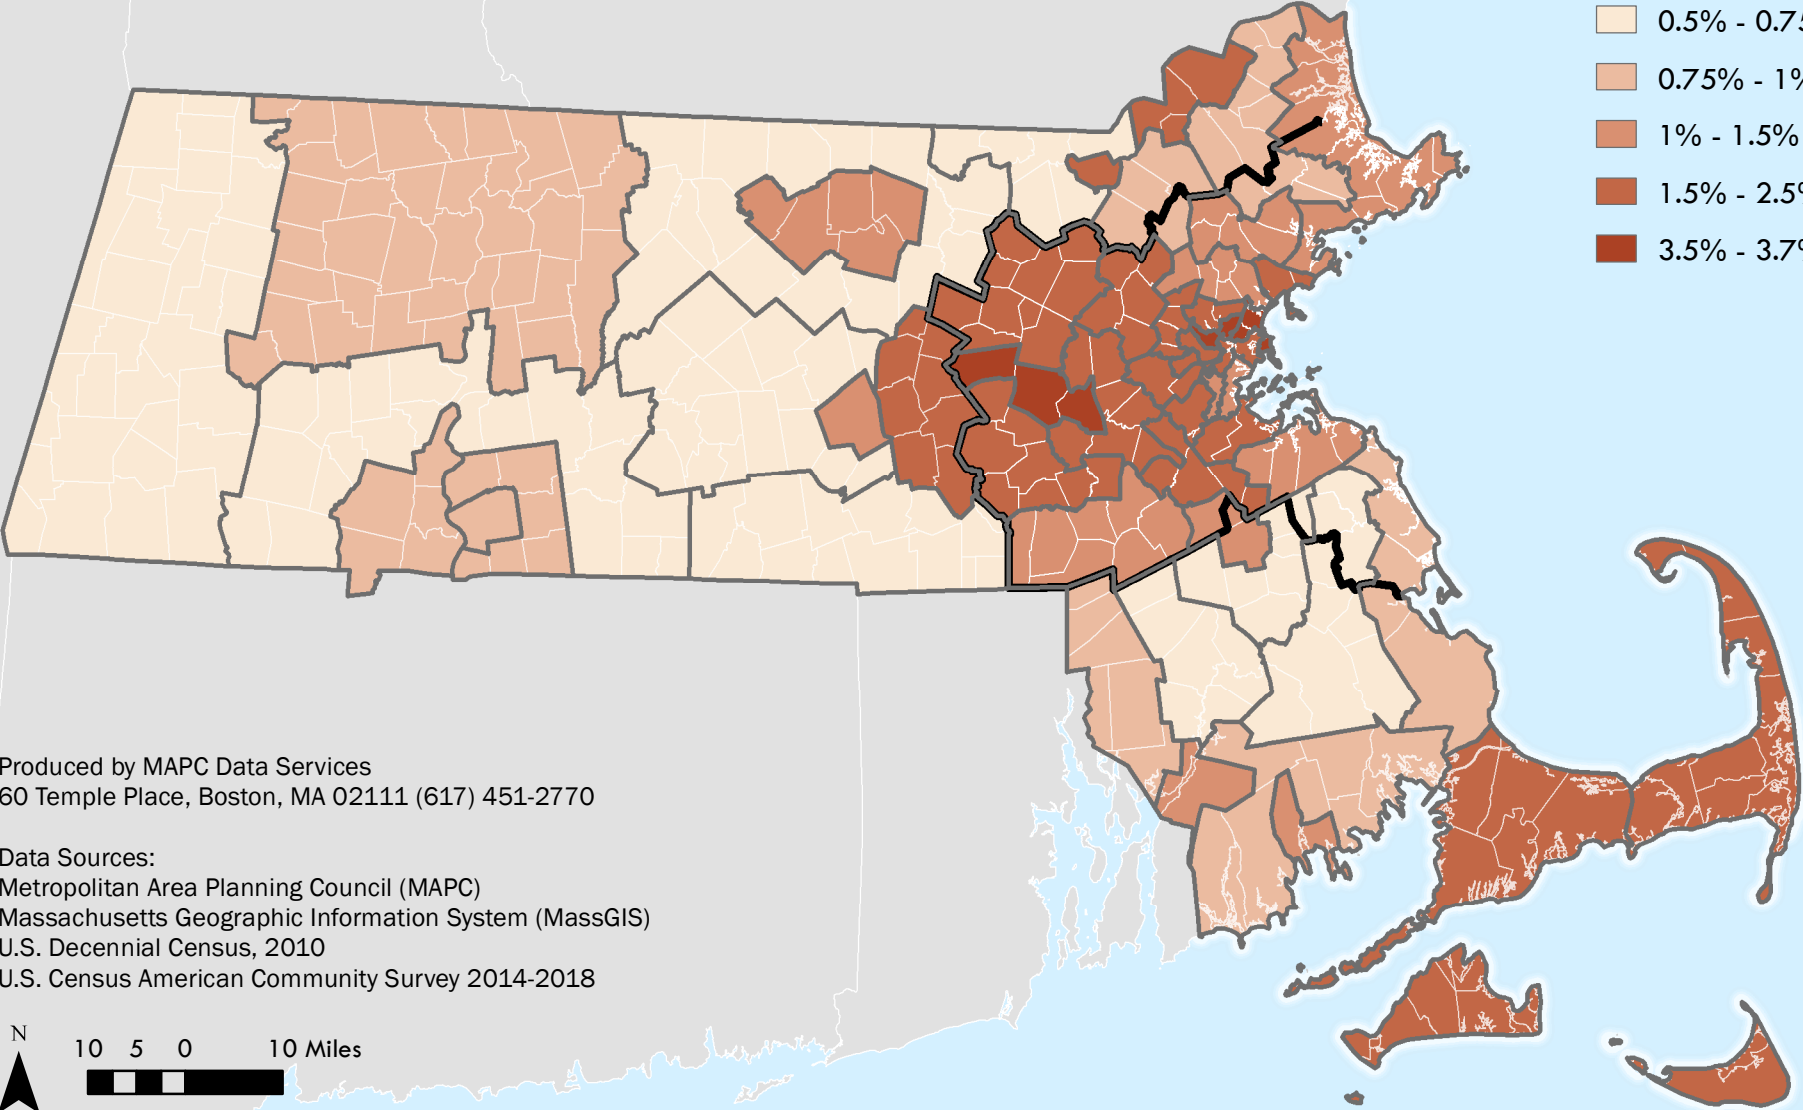 0.5% - 0.75
0.75% - 1%
1% - 1.5%
1.5% - 2.5%
3.5% - 3.7%
Produced by MAPC Data Services
60 Temple Place, Boston, MA 02111 (617) 451-2770
Data Sources:
Metropolitan Area Planning Council (MAPC)
Massachusetts Geographic Information System (MassGIS)
U.S. Decennial Census, 2010
U.S. Census American Community Survey 2014-2018
N
10 5 0 10 Miles